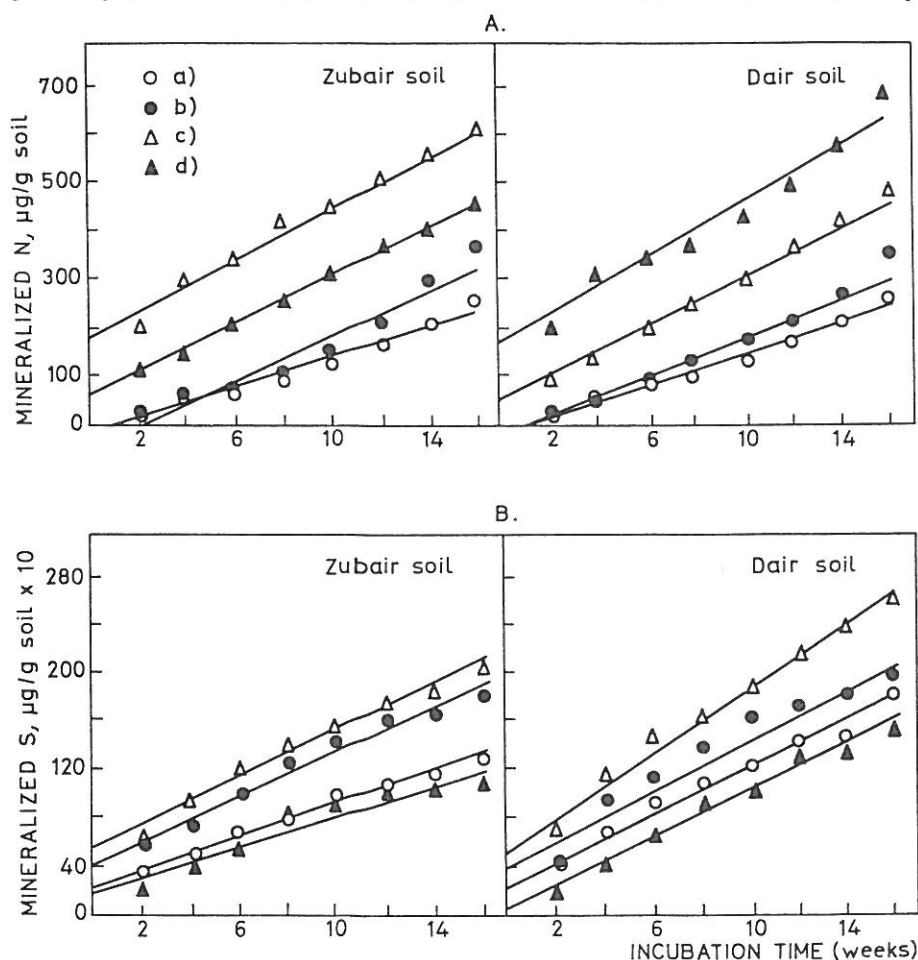 A.
MINERALIZED N, µg/g soil
700
500
300
100
0
a)
b)
c)
d)
Zubair soil
Dair soil
2
6
10
14
2
6
10
14
B.
MINERALIZED S, µg/g soil x 10
280
200
120
40
0
Zubair soil
Dair soil
2
6
10
14
2
6
10
14
INCUBATION TIME (weeks)